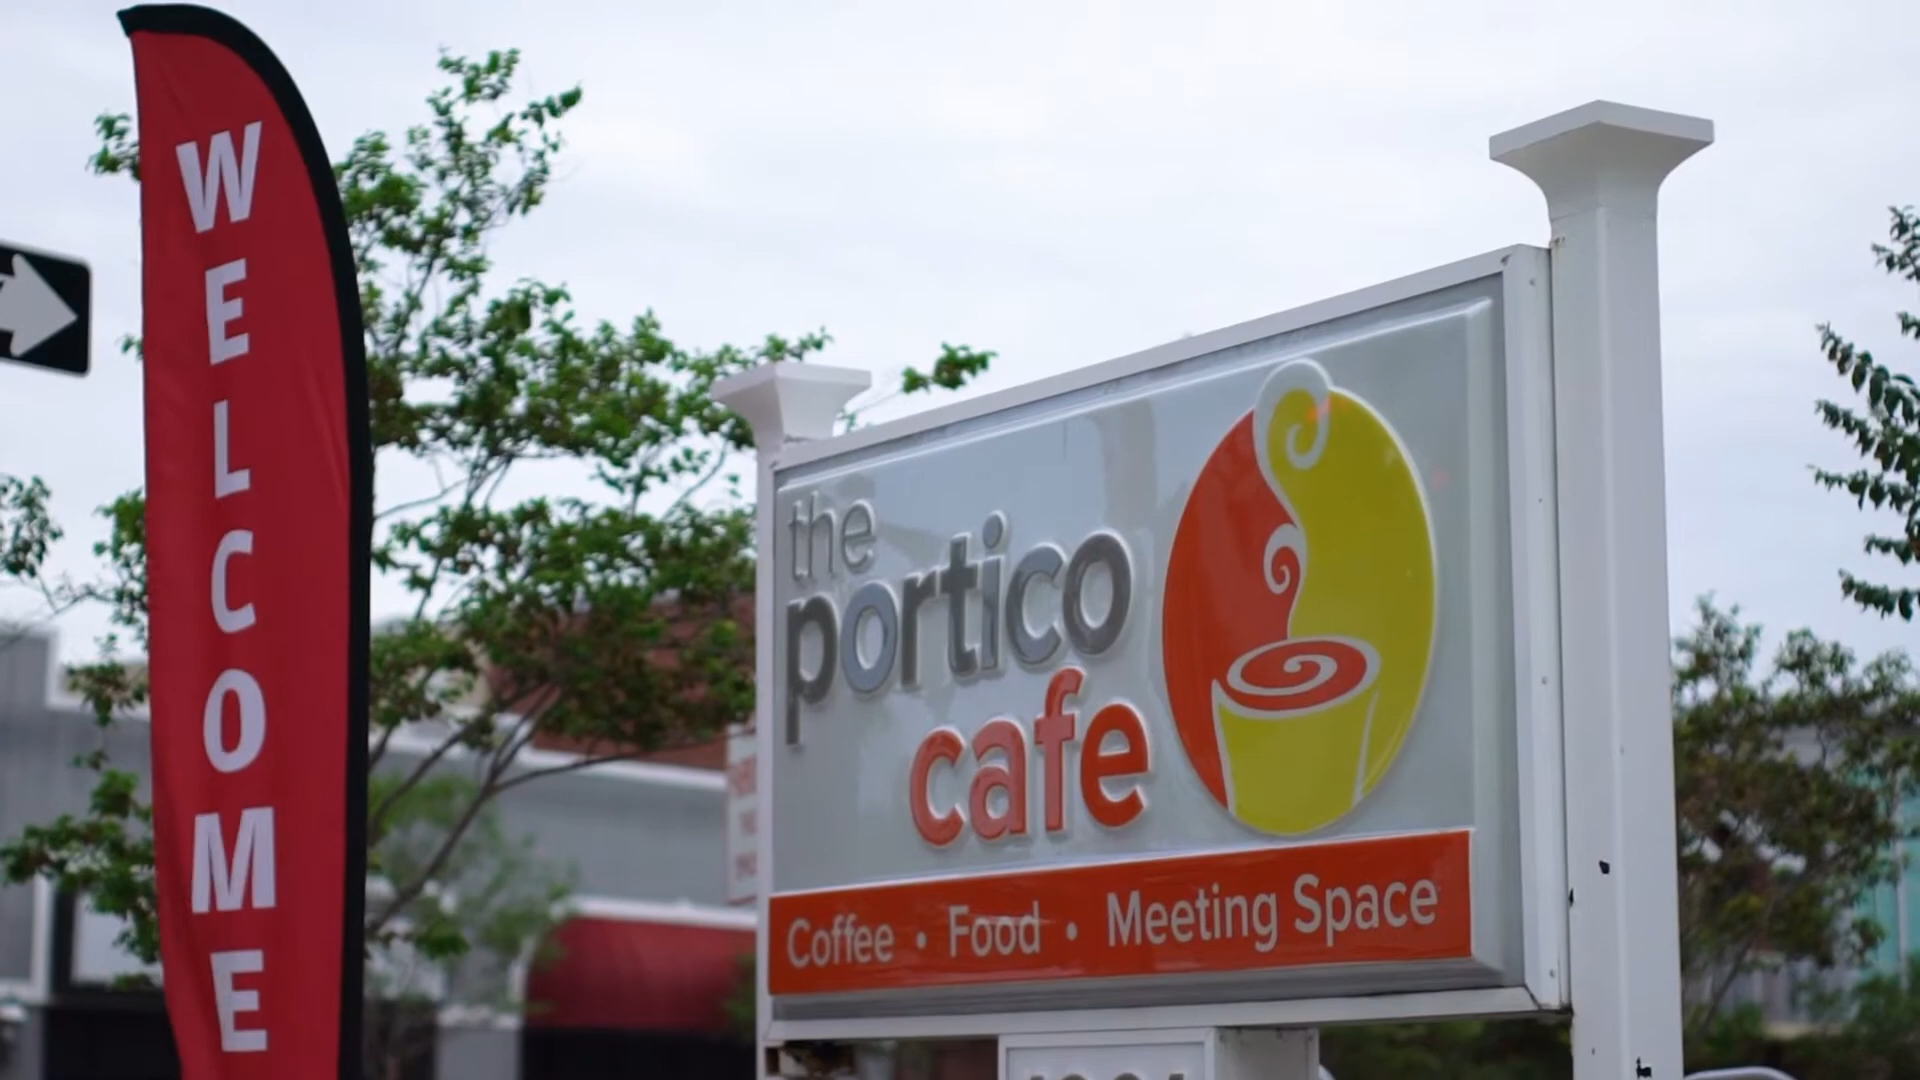 WELCOME
the
portico
cafe
Coffee • Food • Meeting Space